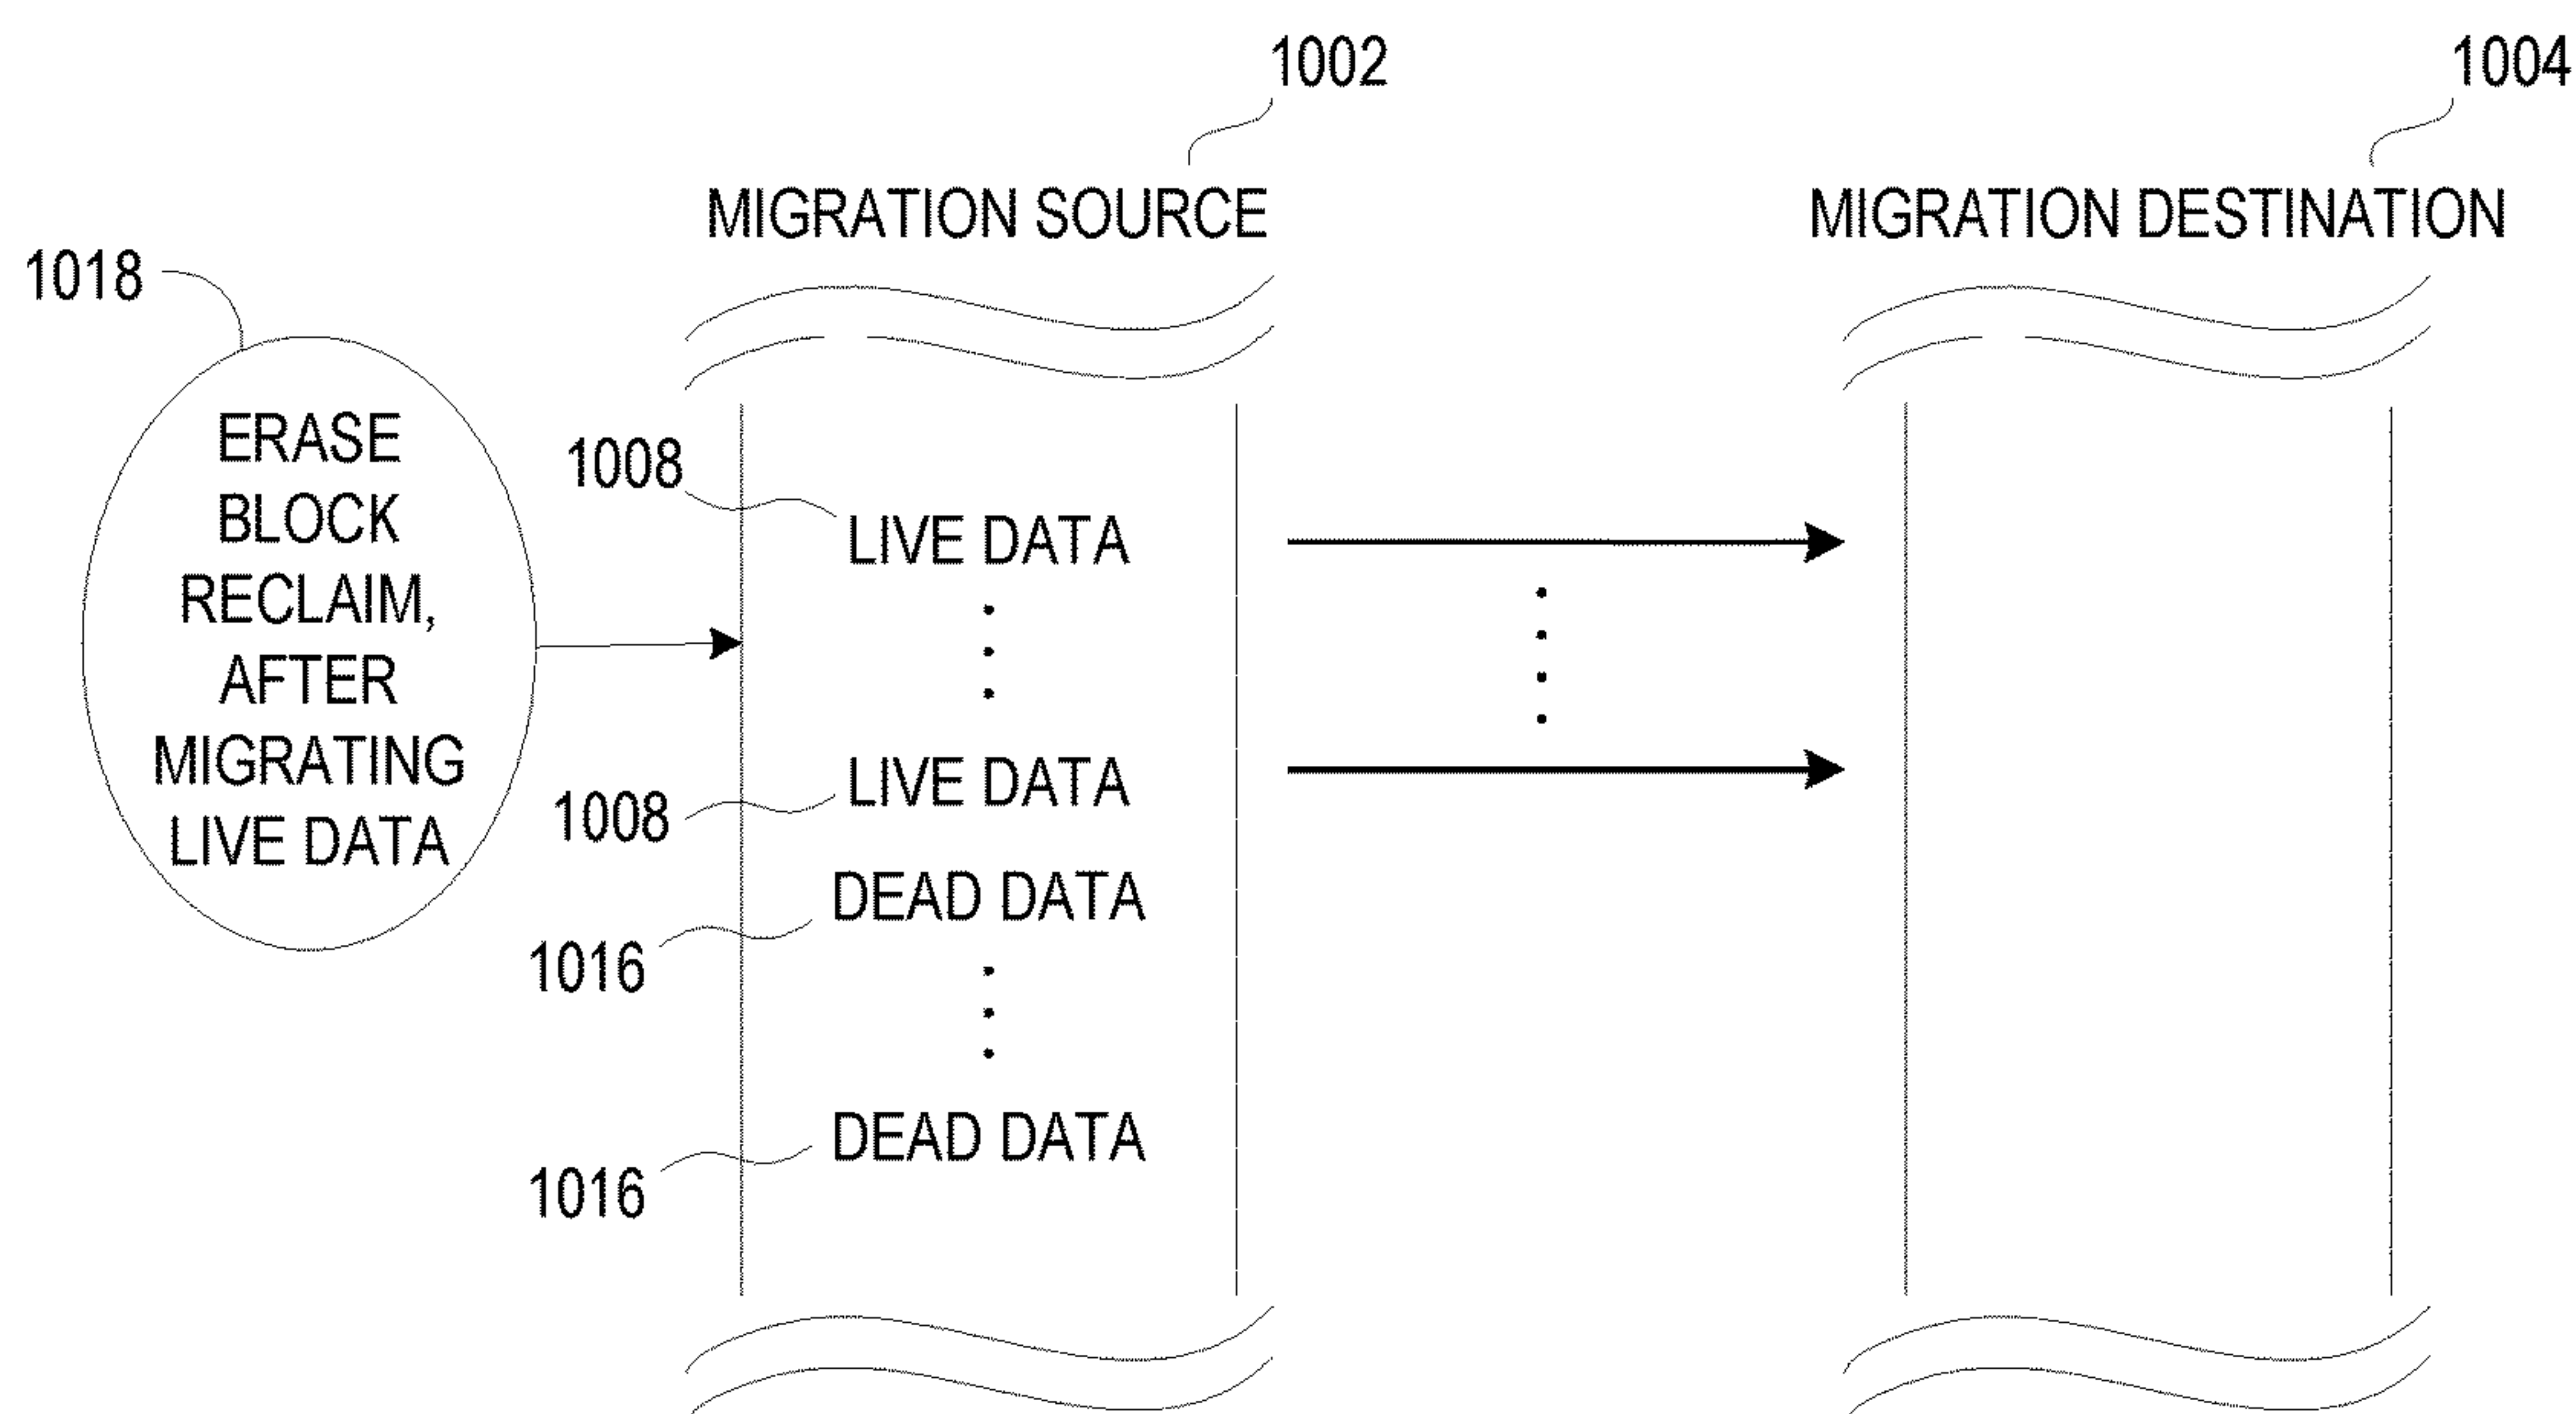 1002
1004
MIGRATION SOURCE
MIGRATION DESTINATION
1018
ERASE
BLOCK
RECLAIM,
AFTER
MIGRATING
LIVE DATA
1008
LIVE DATA
LIVE DATA
1008
DEAD DATA
1016
DEAD DATA
1016